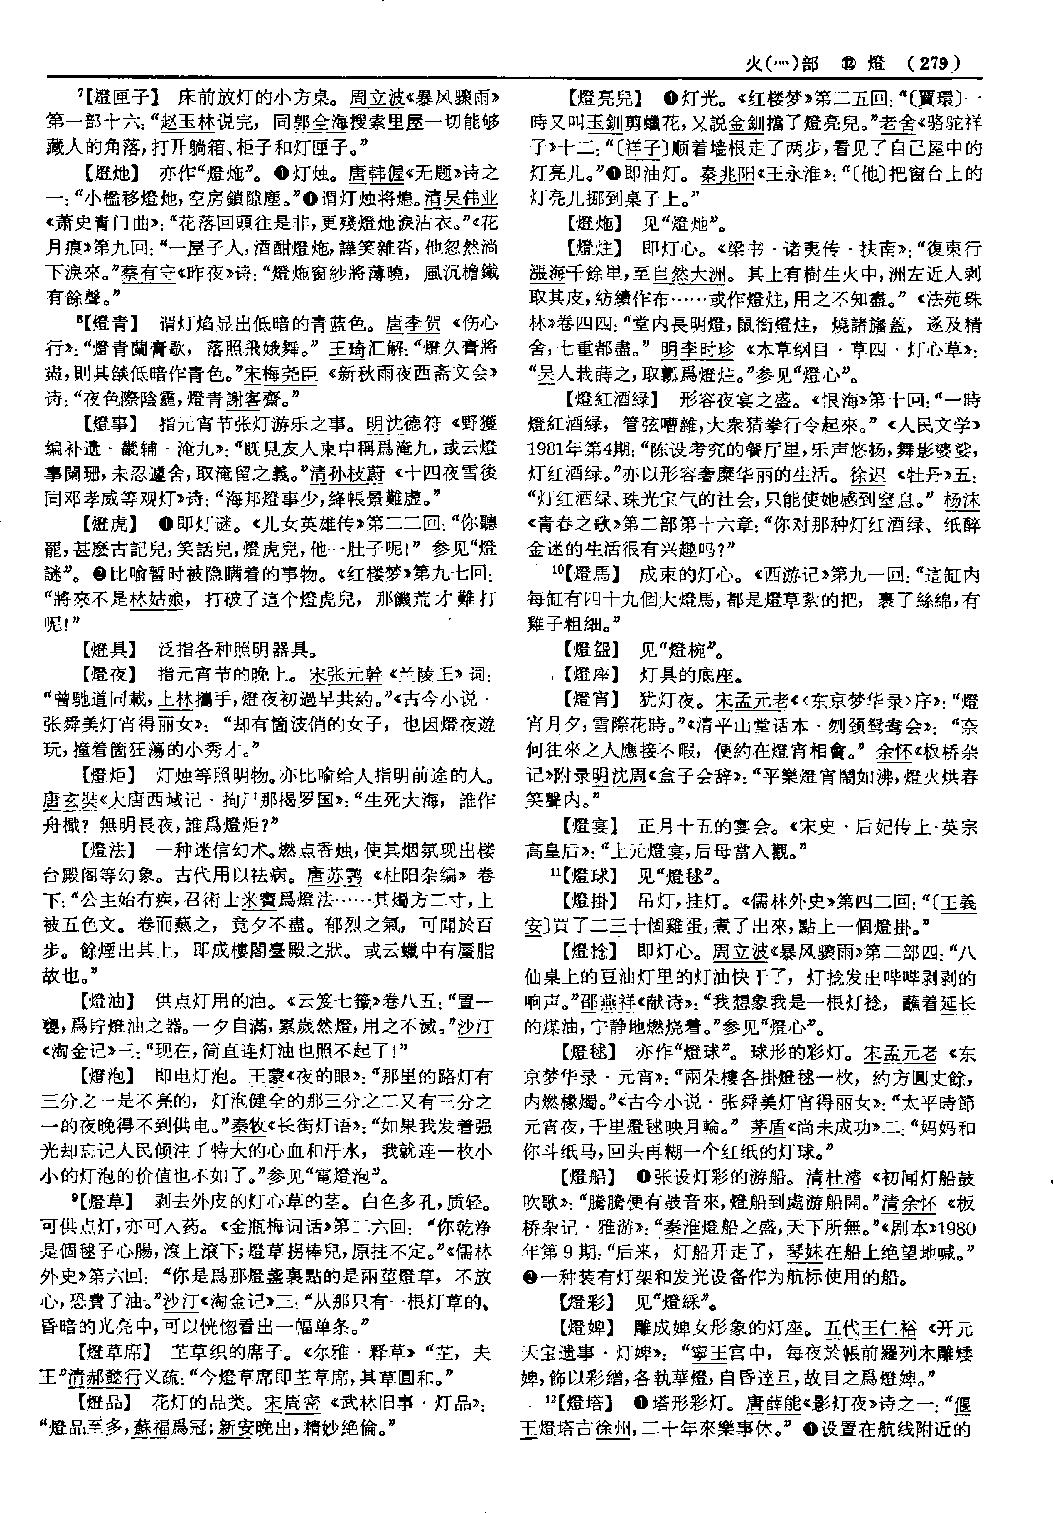 火(灬)部 ⑫ 燈 (279)
⁷【燈匣子】 床前放灯的小方桌。周立波《暴风骤雨》
第一部十六：“赵玉林说完，同郭全海搜索里屋一切能够
藏人的角落，打开躺箱、柜子和灯匣子。”
【燈灺】 亦作“燈炧”。❶灯烛。唐韩偓《无题》诗之
一：“小檻移燈灺，空房鎖隙塵。”❶谓灯烛将熄。清吴伟业
《萧史青门曲》：“花落回頭往是非，更殘燈灺淚沾衣。”《花
月痕》第九回：“一屋子人，酒酣燈灺，譁笑雜沓，他忽然淌
下淚來。”蔡有守《昨夜》诗：“燈灺窗紗將薄曉，風沉檐鐵
有餘聲。”
⁸【燈青】 谓灯焰显出低暗的青蓝色。唐李贺《伤心
行》：“燈青蘭膏歇，落照飛蛾舞。”王琦汇解：“燈久膏將
盡，則其燄低暗作青色。”宋梅尧臣《新秋雨夜西斋文会》
诗：“夜色際陰霾，燈青謝客齋。”
【燈事】 指元宵节张灯游乐之事。明沈德符《野獲
编补遗·畿辅·淹九》：“既見友人柬中稱爲淹九，或云燈
事闌珊，未忍遽舍，取淹留之義。”清孙枝蔚《十四夜雪後
同邓孝威等观灯》诗：“海邦燈事少，絳帳景難虚。”
【燈虎】 ❶即灯谜。《儿女英雄传》第二二回：“你聽
罷，甚麽古記兒，笑話兒，燈虎兒，他一肚子呢！”参见“燈
謎”。❷比喻暂时被隐瞒着的事物。《红楼梦》第九七回：
“將來不是林姑娘，打破了這個燈虎兒，那饑荒才難打
呢！”
【燈具】 泛指各种照明器具。
【燈夜】 指元宵节的晚上。宋张元幹《兰陵王》词：
“曾馳道同載，上林攜手，燈夜初過早共約。”《古今小说·
张舜美灯宵得丽女》：“却有箇波俏的女子，也因燈夜遊
玩，撞着箇狂蕩的小秀才。”
【燈炬】 灯烛等照明物。亦比喻给人指明前途的人。
唐玄奘《大唐西域记·拘尸那揭罗国》：“生死大海，誰作
舟檝？無明長夜，誰爲燈炬？”
【燈法】 一种迷信幻术。燃点香烛，使其烟氛现出楼
台殿阁等幻象。古代用以祛病。唐苏鹗《杜阳杂编》卷
下：“公主始有疾，召術士米賓爲燈法……其燭方二寸，上
被五色文。卷而爇之，竟夕不盡。郁烈之氣，可聞於百
步。餘煙出其上，即成樓閣臺殿之狀。或云蠟中有蜃脂
故也。”
【燈油】 供点灯用的油。《云笈七籤》卷八五：“置一
甕，爲貯燈油之器。一夕自滿，累歲然燈，用之不減。”沙汀
《淘金记》三：“现在，简直连灯油也照不起了！”
【燈泡】 即电灯泡。王蒙《夜的眼》：“那里的路灯有
三分之一是不亮的，灯泡健全的那三分之二又有三分之
一的夜晚得不到供电。”秦牧《长街灯语》：“如果我发着强
光却忘记人民倾注了特大的心血和汗水，我就连一枚小
小的灯泡的价值也不如了。”参见“電燈泡”。
⁹【燈草】 剥去外皮的灯心草的茎。白色多孔，质轻。
可供点灯，亦可入药。《金瓶梅词话》第二六回：“你乾淨
是個毬子心腸，滾上滾下；燈草拐棒兒，原拄不定。”《儒林
外史》第六回：“你是爲那燈盞裏點的是兩莖燈草，不放
心，恐費了油。”沙汀《淘金记》三：“从那只有一根灯草的、
昏暗的光亮中，可以恍惚看出一幅单条。”
【燈草席】 芏草织的席子。《尔雅·释草》“芏，夫
王”清郝懿行义疏：“今燈草席即芏草席，其草圓和。”
【燈品】 花灯的品类。宋周密《武林旧事·灯品》：
“燈品至多，蘇福爲冠；新安晚出，精妙絶倫。”
【燈亮兒】 ❶灯光。《红楼梦》第二五回：“〔賈環〕一
時又叫玉釧剪蠟花，又説金釧擋了燈亮兒。”老舍《骆驼祥
子》十二：“〔祥子〕顺着墙根走了两步，看见了自己屋中的
灯亮儿。”❶即油灯。秦兆阳《王永淮》：“〔他〕把窗台上的
灯亮儿挪到桌了上。”
【燈炧】 见“燈灺”。
【燈炷】 即灯心。《梁书·诸夷传·扶南》：“復東行
漲海千餘里，至自然大洲。其上有樹生火中，洲左近人剥
取其皮，紡績作布……或作燈炷，用之不知盡。”《法苑珠
林》卷四四：“堂内長明燈，鼠銜燈炷，燒諸旛蓋，遂及精
舍，七重都盡。”明李时珍《本草纲目·草四·灯心草》：
“吴人栽蒔之，取瓤爲燈炷。”参见“燈心”。
【燈紅酒緑】 形容夜宴之盛。《恨海》第十回：“一時
燈紅酒緑，管弦嘈雜，大衆猜拳行令起來。”《人民文学》
1981年第4期：“陈设考究的餐厅里，乐声悠扬，舞影婆娑，
灯红酒绿。”亦以形容奢糜华丽的生活。徐迟《牡丹》五：
“灯红酒绿、珠光宝气的社会，只能使她感到窒息。”杨沫
《青春之歌》第二部第十六章：“你对那种灯红酒绿、纸醉
金迷的生活很有兴趣吗？”
¹⁰【燈馬】 成束的灯心。《西游记》第九一回：“這缸内
每缸有四十九個大燈馬，都是燈草紮的把，裹了絲綿，有
雞子粗細。”
【燈盌】 见“燈椀”。
【燈座】 灯具的底座。
【燈宵】 犹灯夜。宋孟元老《〈东京梦华录〉序》：“燈
宵月夕，雪際花時。”《清平山堂话本·刎颈鸳鸯会》：“奈
何往來之人應接不暇，便約在燈宵相會。”余怀《板桥杂
记》附录明沈周《盒子会辞》：“平樂燈宵鬧如沸，燈火烘春
笑聲内。”
【燈宴】 正月十五的宴会。《宋史·后妃传上·英宗
高皇后》：“上元燈宴，后母當入觀。”
¹¹【燈球】 见“燈毬”。
【燈掛】 吊灯，挂灯。《儒林外史》第四二回：“〔王義
安〕買了二三十個雞蛋，煮了出來，點上一個燈掛。”
【燈捻】 即灯心。周立波《暴风骤雨》第二部四：“八
仙桌上的豆油灯里的灯油快干了，灯捻发出哔哔剥剥的
响声。”邵燕祥《献诗》：“我想象我是一根灯捻，蘸着延长
的煤油，宁静地燃烧着。”参见“燈心”。
【燈毬】 亦作“燈球”。球形的彩灯。宋孟元老《东
京梦华录·元宵》：“兩朵樓各掛燈毬一枚，約方圓丈餘，
内燃椽燭。”《古今小说·张舜美灯宵得丽女》：“太平時節
元宵夜，千里燈毬映月輪。”茅盾《尚未成功》二：“妈妈和
你斗纸马，回头再糊一个红纸的灯球。”
【燈船】 ❶张设灯彩的游船。清杜濬《初闻灯船鼓
吹歌》：“騰騰便有鼓音來，燈船到處游船開。”清余怀《板
桥杂记·雅游》：“秦淮燈船之盛，天下所無。”《剧本》1980
年第9期：“后来，灯船开走了，琴妹在船上绝望地喊。”
❷一种装有灯架和发光设备作为航标使用的船。
【燈彩】 见“燈綵”。
【燈婢】 雕成婢女形象的灯座。五代王仁裕《开元
天宝遗事·灯婢》：“寧王宫中，每夜於帳前羅列木雕矮
婢，飾以彩繒，各執華燈，自昏達旦，故目之爲燈婢。”
¹²【燈塔】 ❶塔形彩灯。唐薛能《影灯夜》诗之一：“偃
王燈塔古徐州，二十年來樂事休。”❶设置在航线附近的